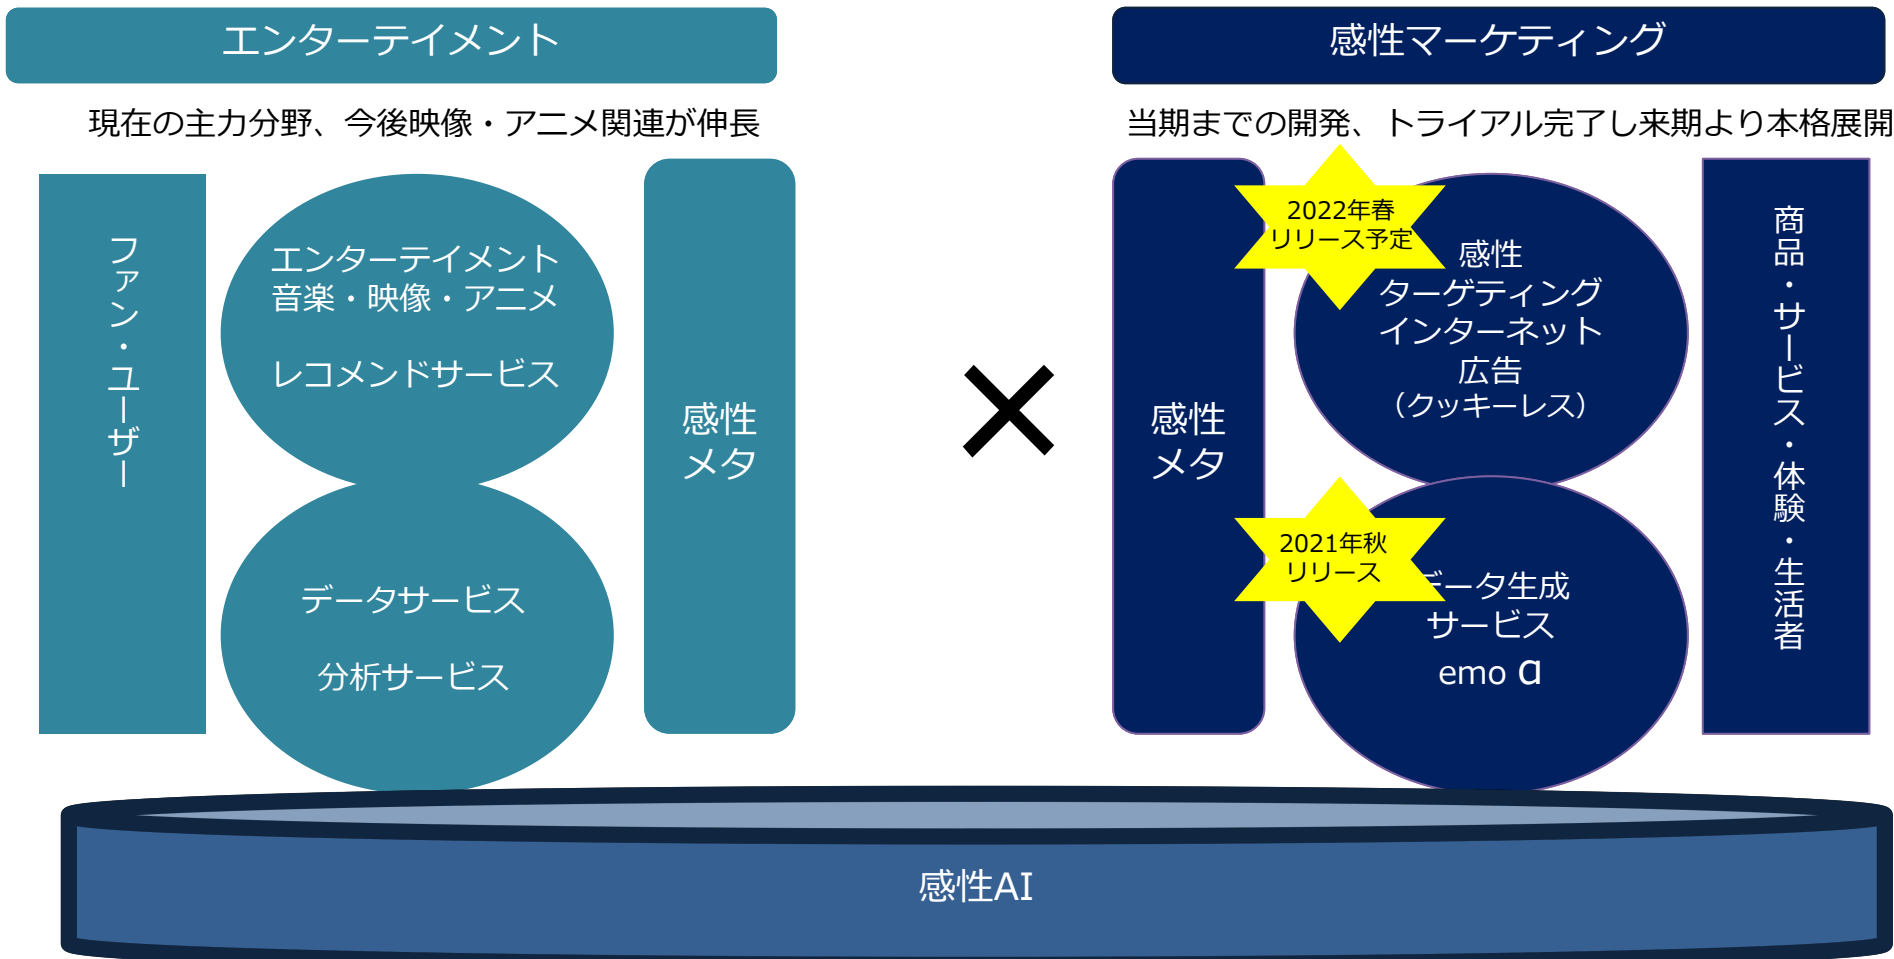 エンターテイメント
現在の主力分野、今後映像・アニメ関連が伸長
ファン・ユーザー
エンターテイメント
音楽・映像・アニメ
レコメンドサービス
データサービス
分析サービス
感性
メタ
×
感性マーケティング
当期までの開発、トライアル完了し来期より本格展開
感性
メタ
2022年春
リリース予定
感性
ターゲティング
インターネット
広告
（クッキーレス）
2021年秋
リリース
データ生成
サービス
emo α
商品・サービス・体験・生活者
感性AI